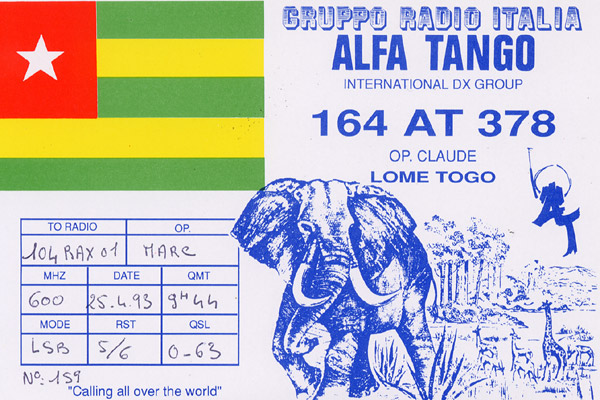 GRUPPO RADIO ITALIA
ALFA TANGO
INTERNATIONAL DX GROUP
164 AT 378
OP. CLAUDE
LOME TOGO
AT
TO RADIO OP.
104 RAX 01 MARC
MHZ DATE QMT
600 25.4.93 9H44
MODE RST QSL
LSB 5/6 0-63
No: 159
"Calling all over the world"